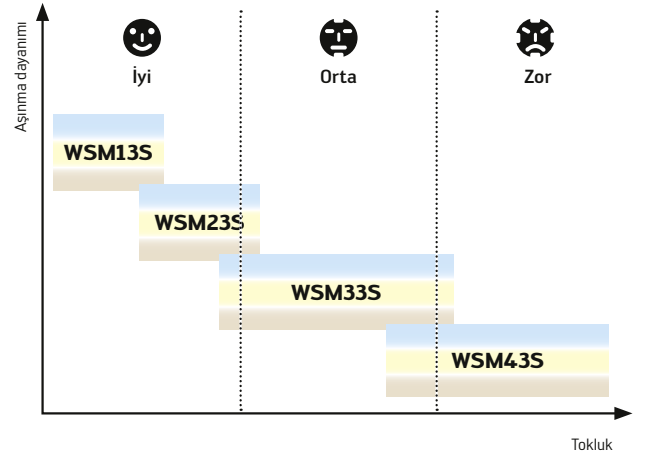 Aşınma dayanımı
İyi
Orta
Zor
WSM13S
WSM23S
WSM33S
WSM43S
Tokluk